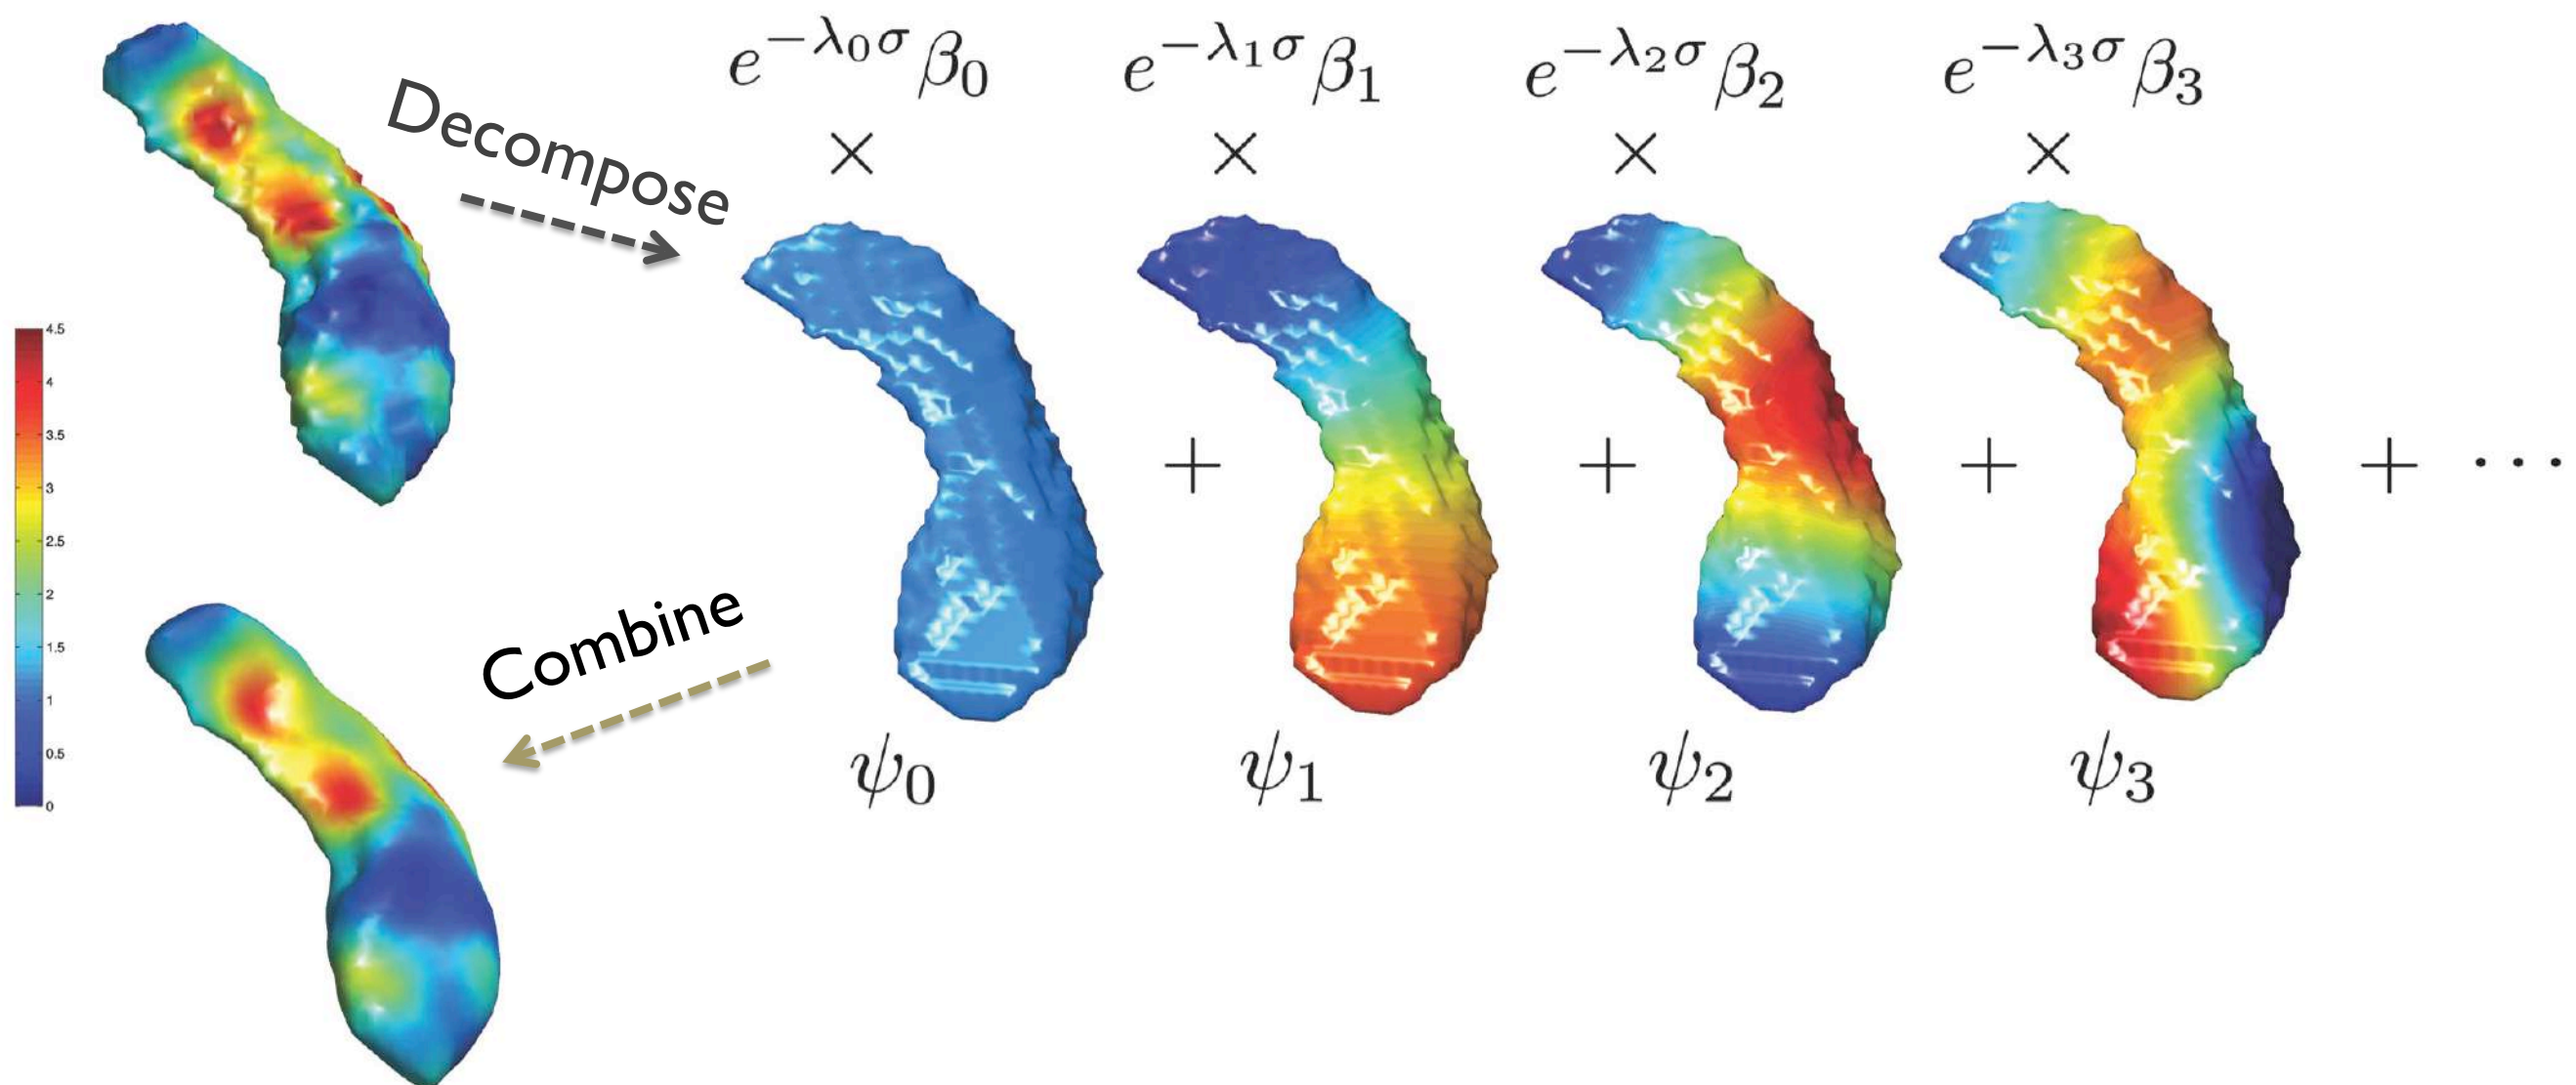 Decompose
e^{-λ₀σ}β₀
e^{-λ₁σ}β₁
e^{-λ₂σ}β₂
e^{-λ₃σ}β₃
× × × ×
4.5
4
3.5
3
2.5
2
1.5
1
0.5
0
+ + + + ···
Combine
ψ₀ ψ₁ ψ₂ ψ₃